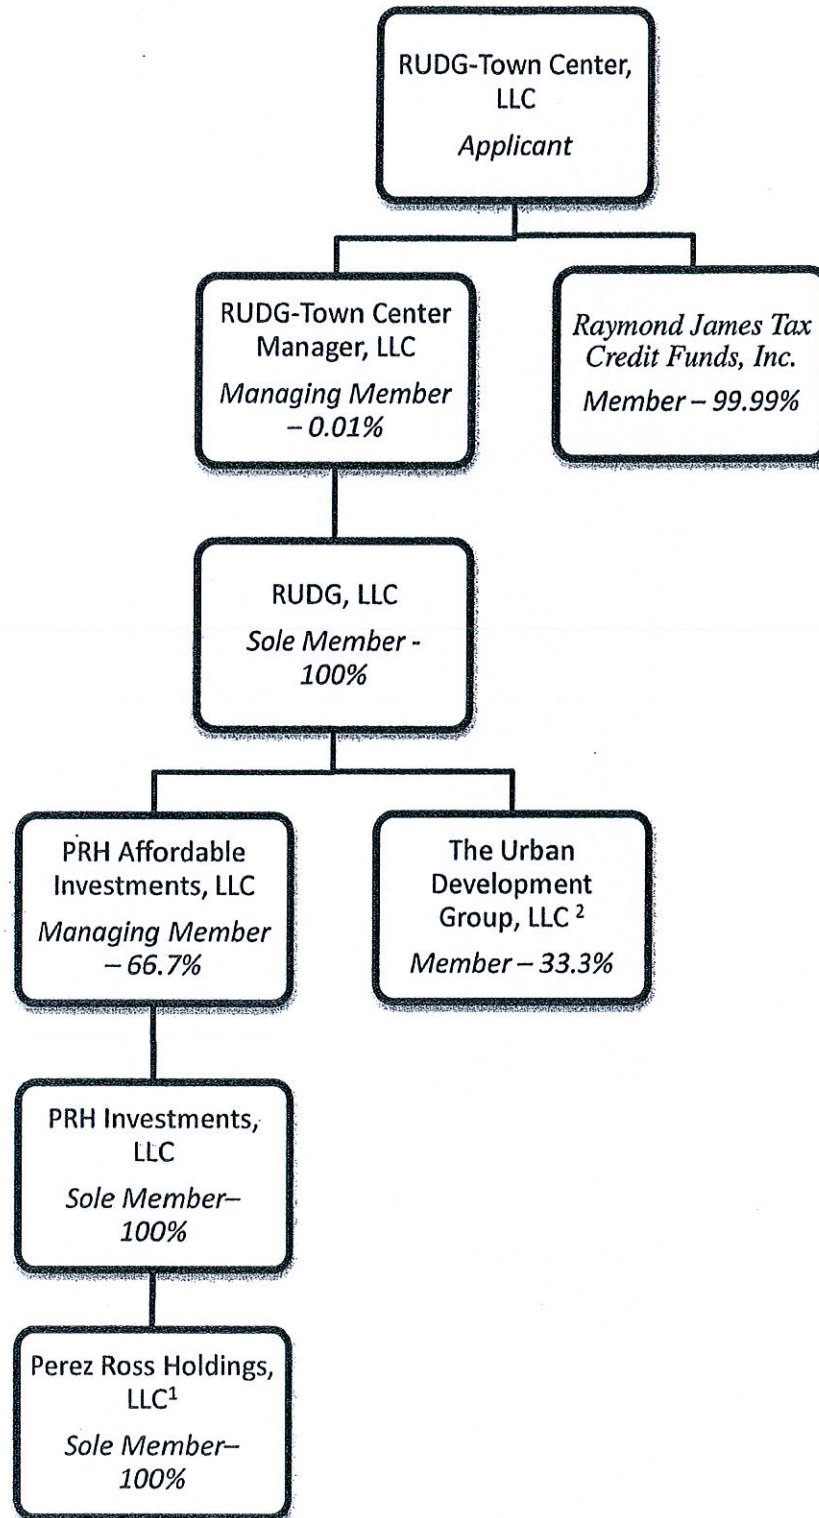 RUDG-Town Center,
LLC
Applicant
RUDG-Town Center
Manager, LLC
Managing Member
– 0.01%
Raymond James Tax
Credit Funds, Inc.
Member – 99.99%
RUDG, LLC
Sole Member -
100%
PRH Affordable
Investments, LLC
Managing Member
– 66.7%
The Urban
Development
Group, LLC ²
Member – 33.3%
PRH Investments,
LLC
Sole Member–
100%
Perez Ross Holdings,
LLC¹
Sole Member–
100%